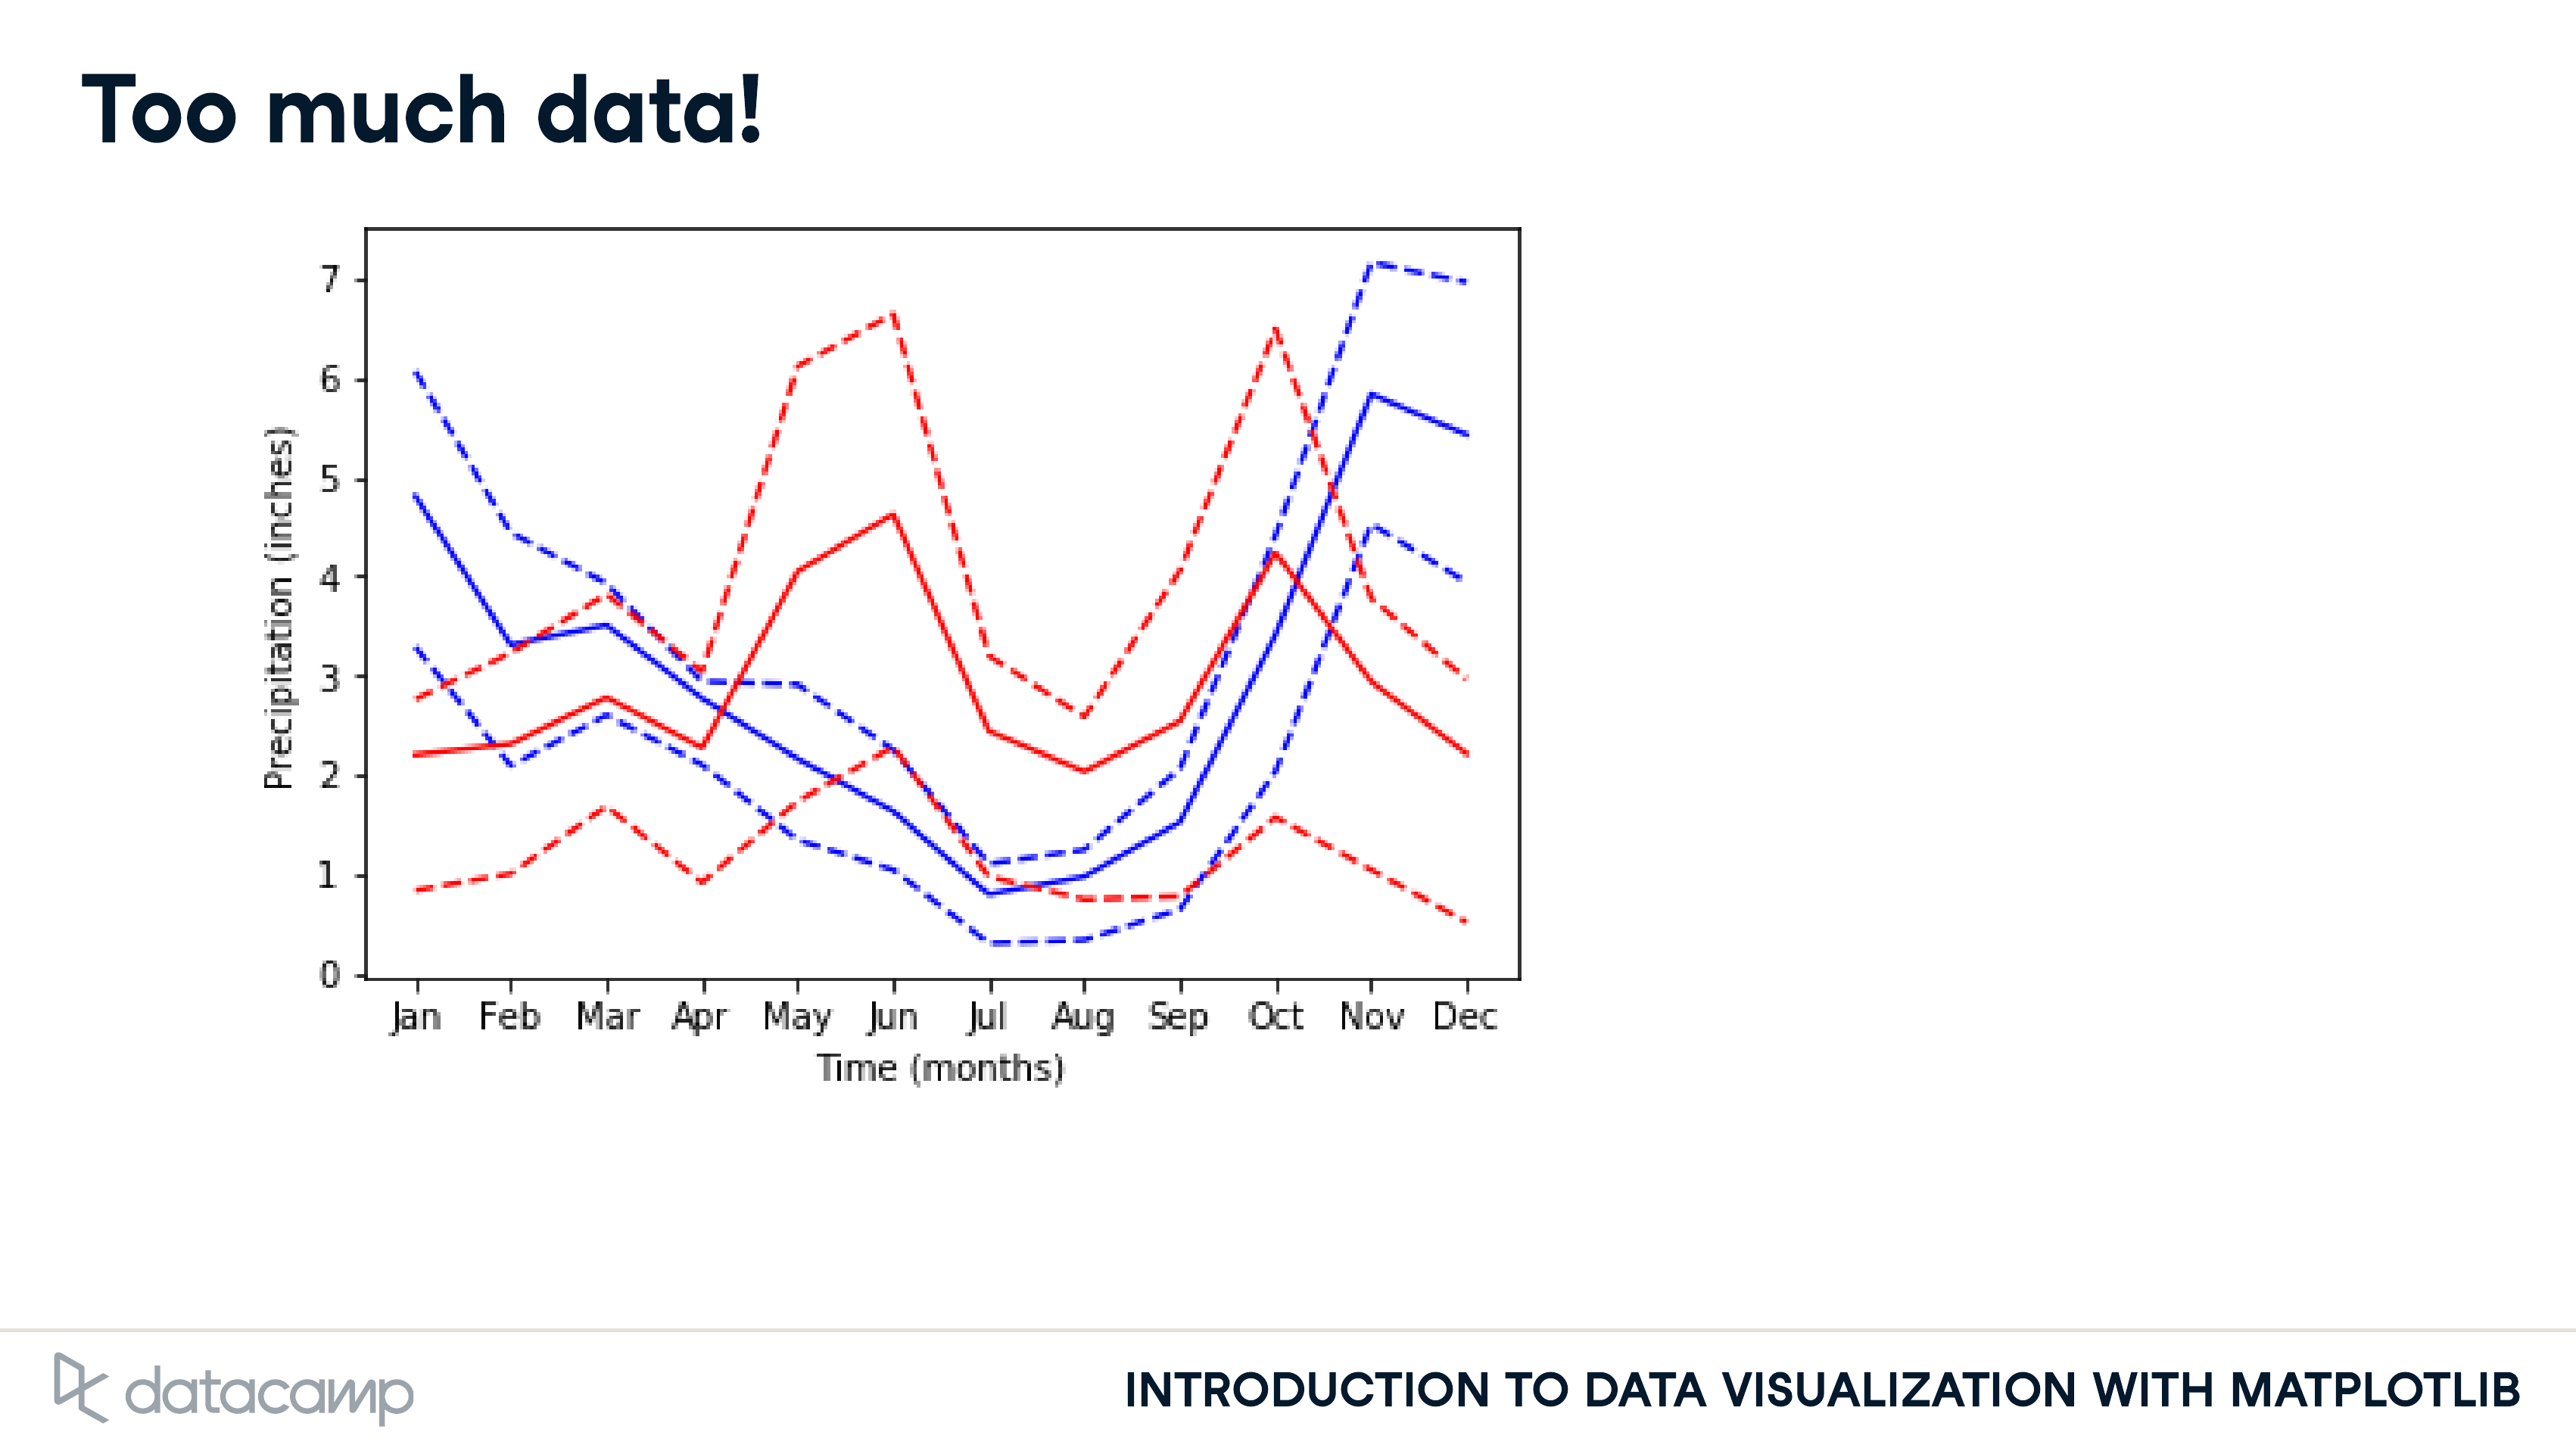 Too much data!
7
6
5
4
3
2
1
0
Precipitation (inches)
Jan Feb Mar Apr May Jun Jul Aug Sep Oct Nov Dec
Time (months)
datacamp
INTRODUCTION TO DATA VISUALIZATION WITH MATPLOTLIB